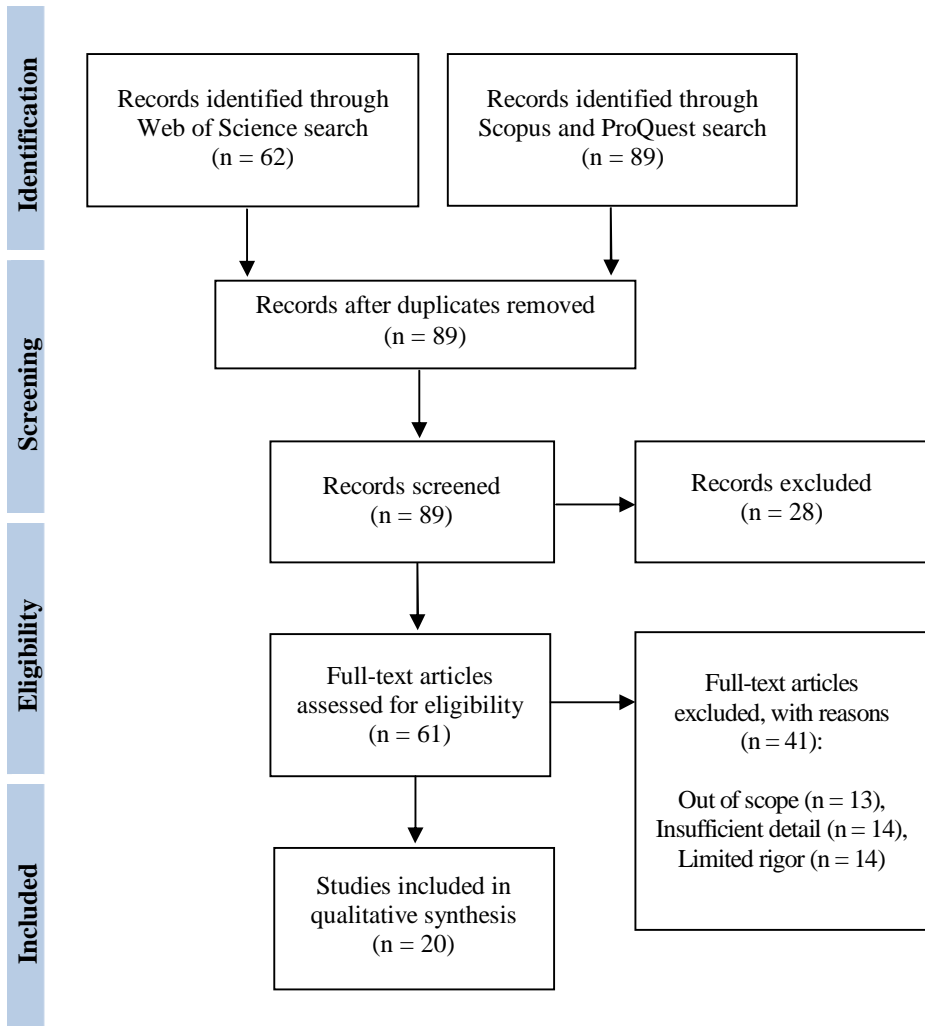 Identification
Records identified through
Web of Science search
(n = 62)
Records identified through
Scopus and ProQuest search
(n = 89)
Screening
Records after duplicates removed
(n = 89)
Records screened
(n = 89)
Records excluded
(n = 28)
Eligibility
Full-text articles
assessed for eligibility
(n = 61)
Full-text articles
excluded, with reasons
(n = 41):
Out of scope (n = 13),
Insufficient detail (n = 14),
Limited rigor (n = 14)
Included
Studies included in
qualitative synthesis
(n = 20)